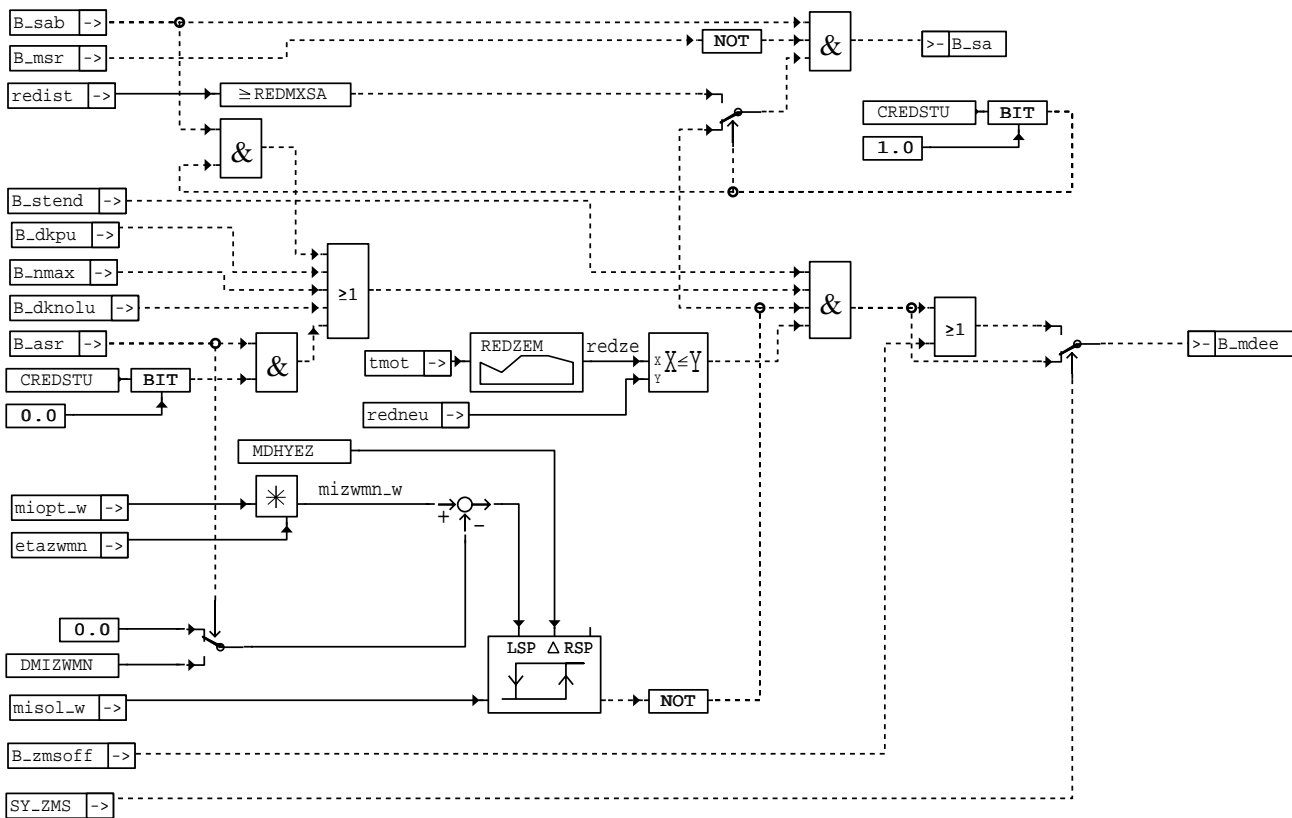 B_sab ->
NOT
&
>- B_sa
B_msr ->
redist ->
≥REDMXSA
CREDSTU
BIT
1.0
&
B_stend ->
B_dkpu ->
B_nmax ->
B_dknolu ->
≥1
&
≥1
B_asr ->
>- B_mdee
CREDSTU
BIT
&
0.0
tmot ->
REDZEM
redze
X
Y
X≤Y
redneu ->
MDHYEZ
miopt_w ->
*
mizwmn_w
+
−
etazwmn ->
0.0
DMIZWMN
LSP Δ RSP
misol_w ->
NOT
B_zmsoff ->
SY_ZMS ->